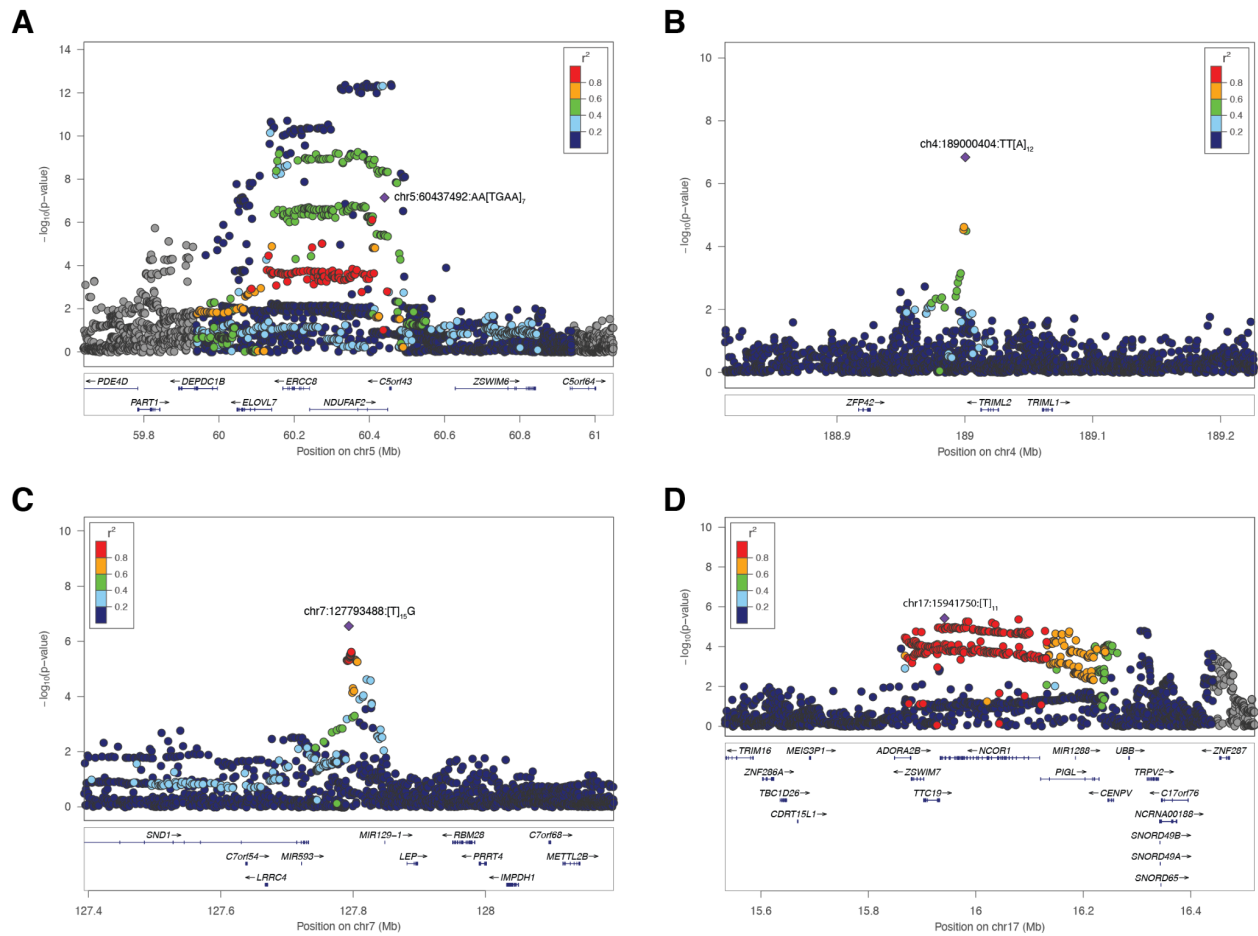 A
14
12
10
8
6
4
2
0
−log10(p−value)
r2
0.8
0.6
0.4
0.2
chr5:60437492:AA[TGAA]7
←PDE4D ←DEPDC1B ←ERCC8 ←C5orf43 ZSWIM6→ C5orf64→
PART1→ ←ELOVL7 NDUFAF2→
59.8 60 60.2 60.4 60.6 60.8 61
Position on chr5 (Mb)
B
10
8
6
4
2
0
−log10(p−value)
r2
0.8
0.6
0.4
0.2
chr4:189000404:TT[A]12
ZFP42→ ←TRIML2 TRIML1→
188.9 189 189.1 189.2
Position on chr4 (Mb)
C
10
8
6
4
2
0
−log10(p−value)
r2
0.8
0.6
0.4
0.2
chr7:127793488:[T]15G
SND1→ MIR129−1→ ←RBM28 C7orf68→
C7orf54→ MIR593→ LEP→ ←PRRT4 METTL2B→
←LRRC4 ←IMPDH1
127.4 127.6 127.8 128
Position on chr7 (Mb)
D
10
8
6
4
2
0
−log10(p−value)
r2
0.8
0.6
0.4
0.2
chr17:15941750:[T]11
←TRIM16 MEIS3P1→ ADORA2B→ ←NCOR1 MIR1288→ UBB→ ←ZNF287
ZNF286A→ ←ZSWIM7 PIGL→ TRPV2→
TBC1D26→ TTC19→ ←CENPV ←C17orf76
CDRT15L1→ NCRNA00188→
SNORD49B→
SNORD49A→
SNORD65→
15.6 15.8 16 16.2 16.4
Position on chr17 (Mb)